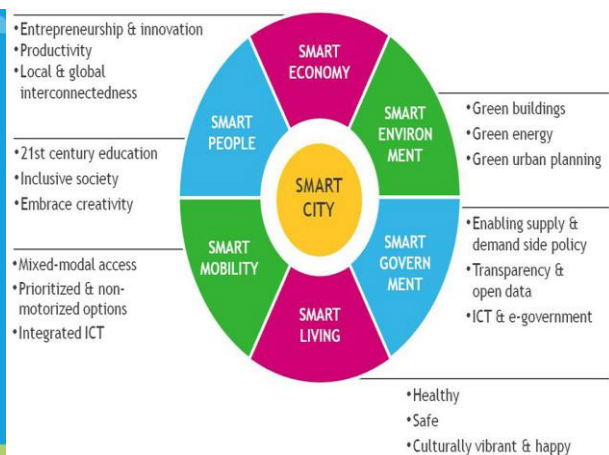 •Entrepreneurship & innovation
•Productivity
•Local & global
interconnectedness
SMART
ECONOMY
SMART
PEOPLE
SMART
ENVIRON
MENT
•Green buildings
•Green energy
•Green urban planning
•21st century education
•Inclusive society
•Embrace creativity
SMART
CITY
•Mixed-modal access
•Prioritized & non-
motorized options
•Integrated ICT
SMART
MOBILITY
SMART
GOVERN
MENT
•Enabling supply &
demand side policy
•Transparency &
open data
•ICT & e-government
SMART
LIVING
•Healthy
•Safe
•Culturally vibrant & happy